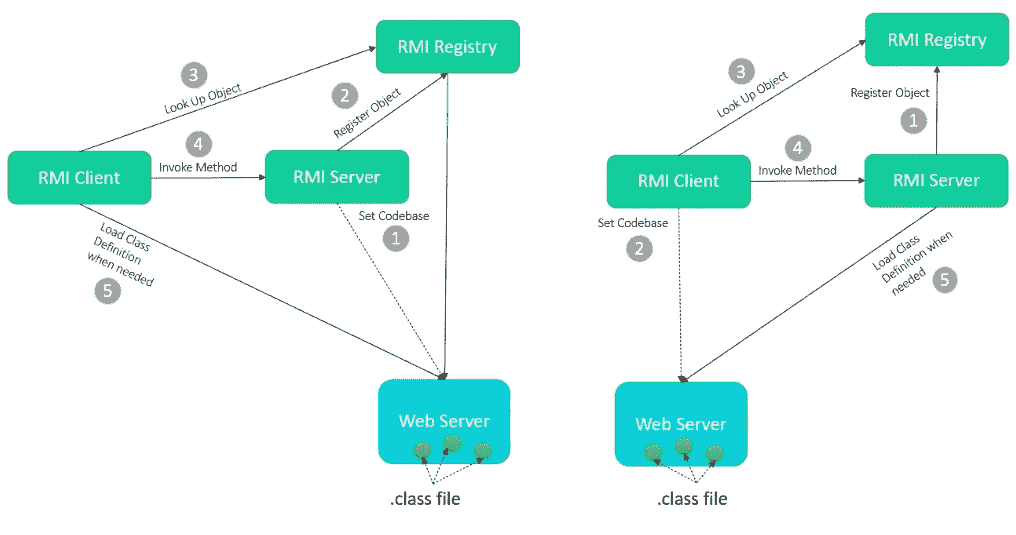 RMI Registry
3
Look Up Object
2
Register Object
4
Invoke Method
RMI Client
RMI Server
Set Codebase
1
Load Class
Definition
when needed
5
Web Server
.class file
RMI Registry
3
Look Up Object
Register Object
1
4
Invoke Method
RMI Client
RMI Server
Set Codebase
2
Load Class
Definition when
needed
5
Web Server
.class file